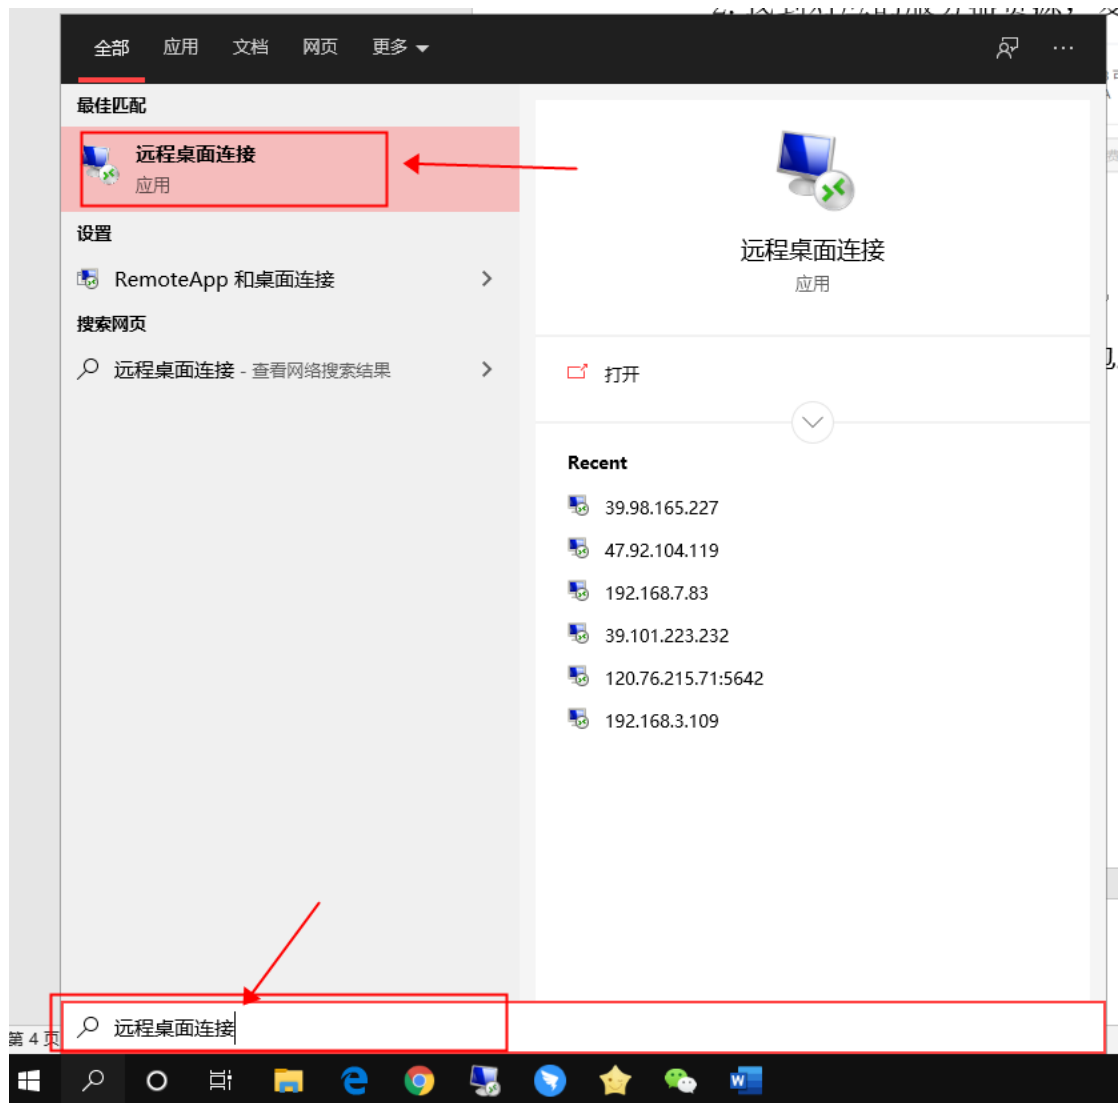 全部 应用 文档 网页 更多
最佳匹配
远程桌面连接
应用
设置
RemoteApp 和桌面连接
搜索网页
远程桌面连接 - 查看网络搜索结果
远程桌面连接
应用
打开
Recent
39.98.165.227
47.92.104.119
192.168.7.83
39.101.223.232
120.76.215.71:5642
192.168.3.109
远程桌面连接
第 4 页